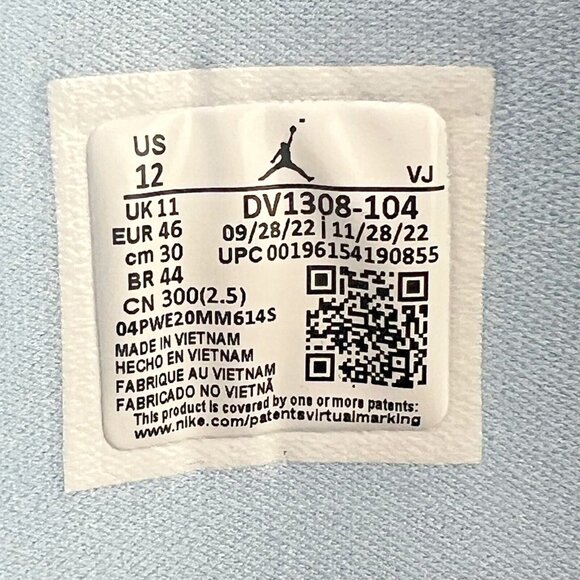 US
12
VJ
UK 11
DV1308-104
EUR 46
09/28/22 | 11/28/22
cm 30
UPC 00196154190855
BR 44
CN 300(2.5)
04PWE20MM614S
MADE IN VIETNAM
HECHO EN VIETNAM
FABRIQUE AU VIETNAM
FABRICADO NO VIETNÃ
This product is covered by one or more patents:
www.nike.com/patentsvirtualmarking